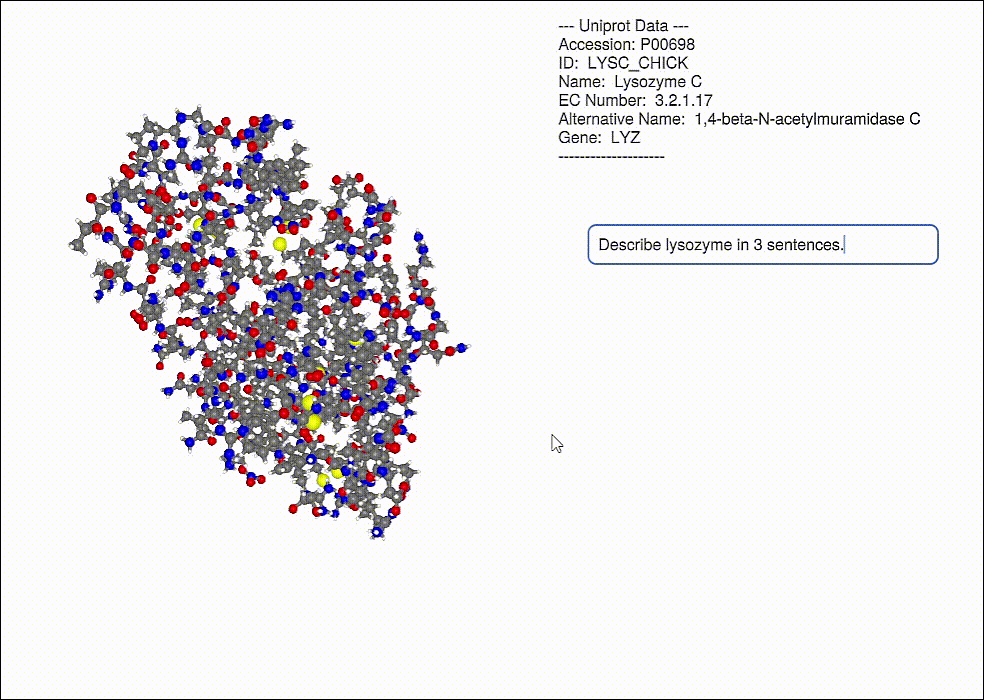 --- Uniprot Data ---
Accession: P00698
ID:  LYSC_CHICK
Name:  Lysozyme C
EC Number:  3.2.1.17
Alternative Name:  1,4-beta-N-acetylmuramidase C
Gene:  LYZ
--------------------
Describe lysozyme in 3 sentences.